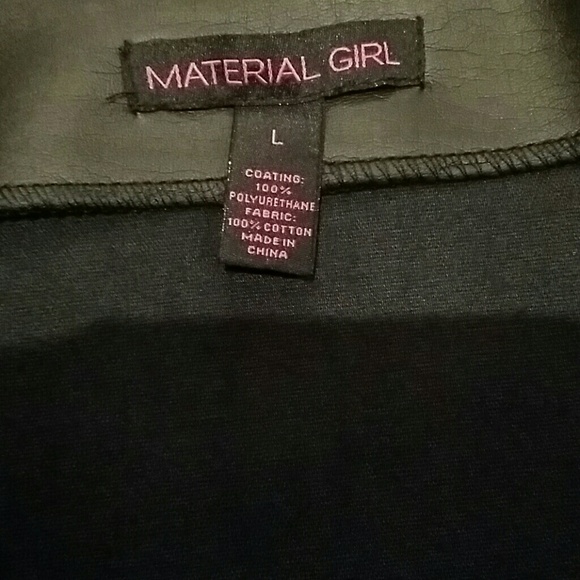 MATERIAL GIRL
L
COATING:
100%
POLYURETHANE
FABRIC:
100% COTTON
MADE IN
CHINA